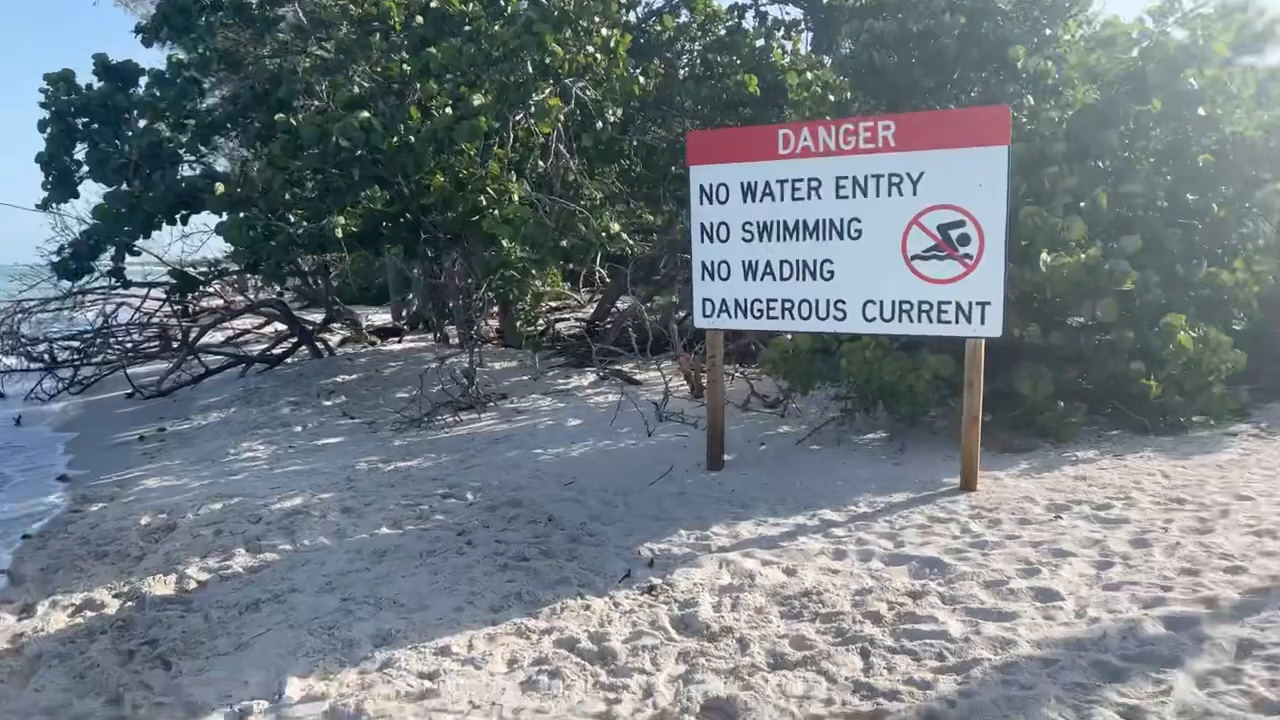 DANGER
NO WATER ENTRY
NO SWIMMING
NO WADING
DANGEROUS CURRENT